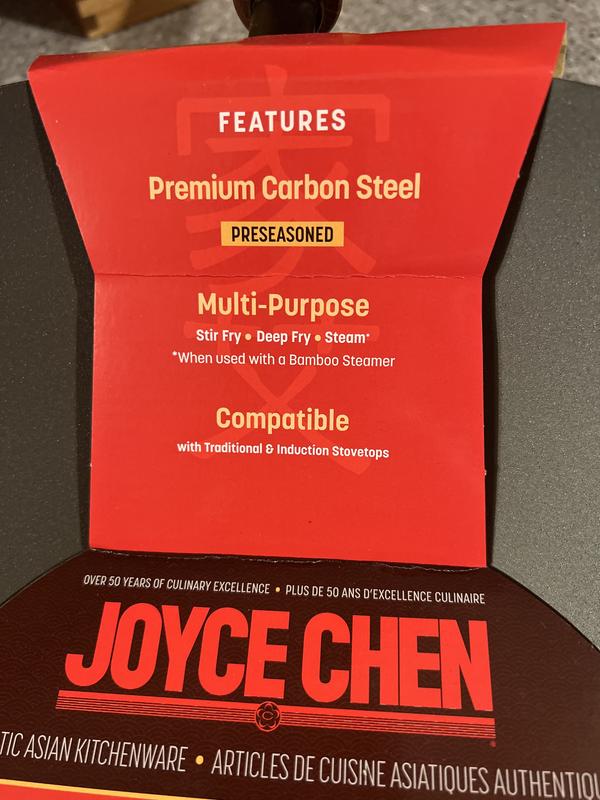 FEATURES
Premium Carbon Steel
PRESEASONED
Multi-Purpose
Stir Fry • Deep Fry • Steam*
*When used with a Bamboo Steamer
Compatible
with Traditional & Induction Stovetops
OVER 50 YEARS OF CULINARY EXCELLENCE • PLUS DE 50 ANS D'EXCELLENCE CULINAIRE
JOYCE CHEN
TIC ASIAN KITCHENWARE • ARTICLES DE CUISINE ASIATIQUES AUTHENTIQU